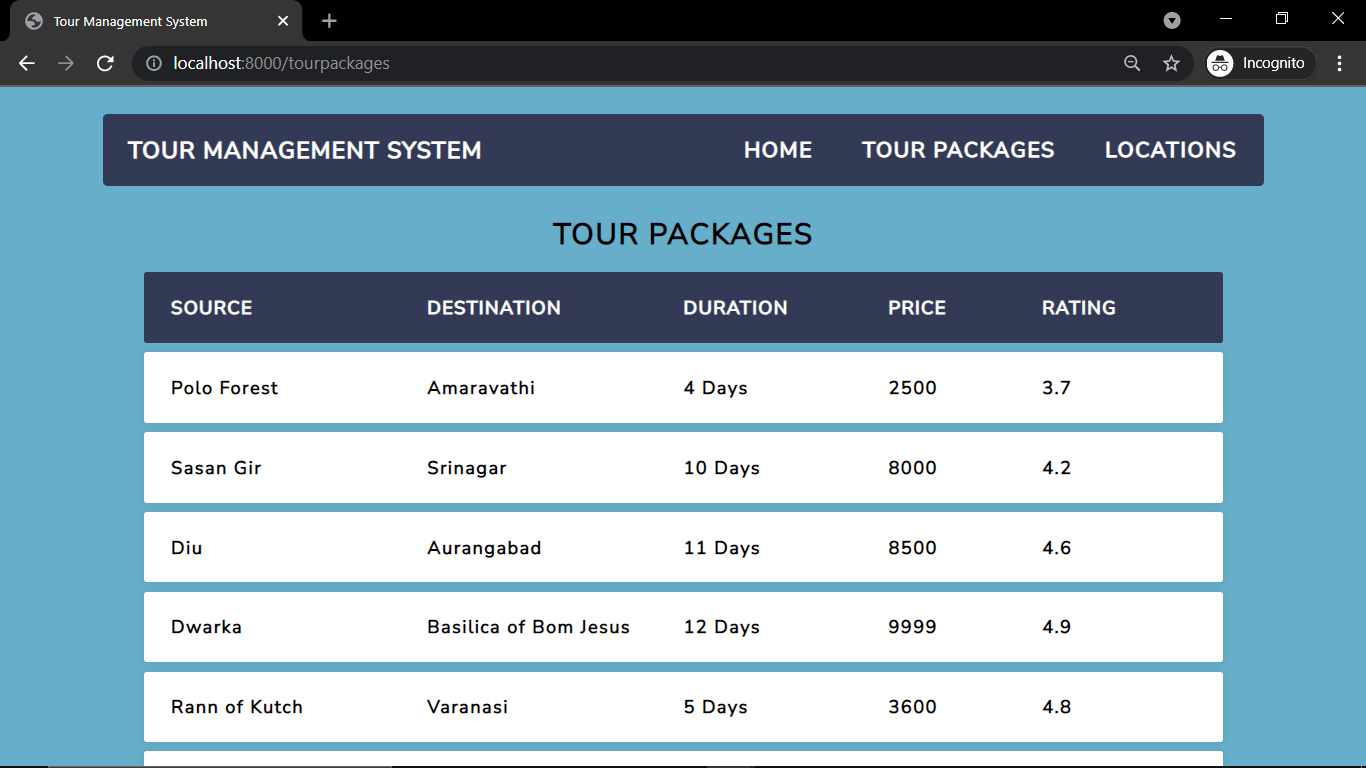 Tour Management System
localhost:8000/tourpackages
Incognito
TOUR MANAGEMENT SYSTEM HOME TOUR PACKAGES LOCATIONS
TOUR PACKAGES
SOURCE DESTINATION DURATION PRICE RATING
Polo Forest Amaravathi 4 Days 2500 3.7
Sasan Gir Srinagar 10 Days 8000 4.2
Diu Aurangabad 11 Days 8500 4.6
Dwarka Basilica of Bom Jesus 12 Days 9999 4.9
Rann of Kutch Varanasi 5 Days 3600 4.8